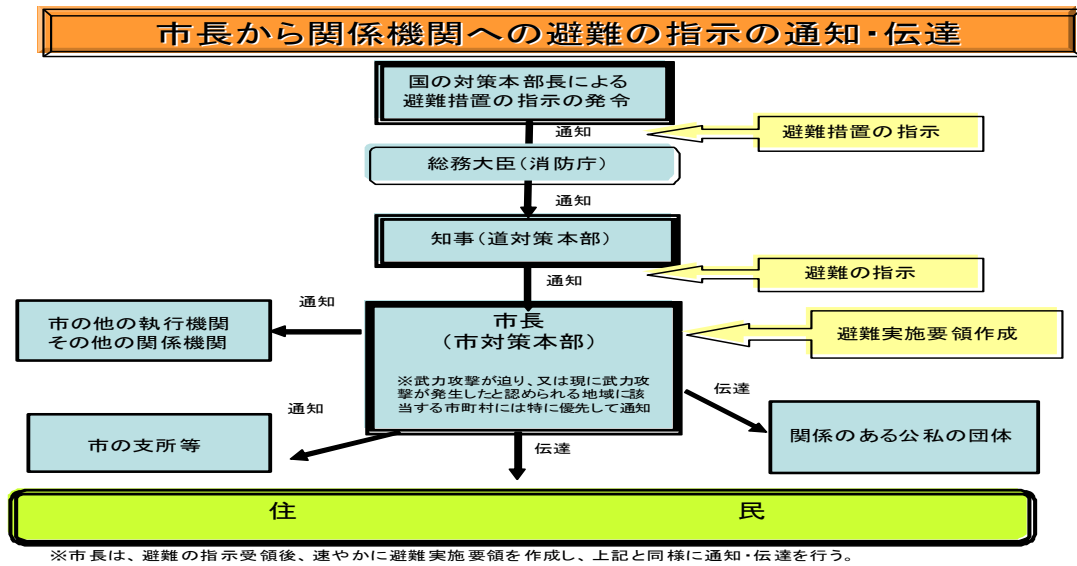 市長から関係機関への避難の指示の通知・伝達
国の対策本部長による
避難措置の指示の発令
通知
避難措置の指示
総務大臣(消防庁)
通知
知事(道対策本部)
通知
避難の指示
通知
市の他の執行機関
その他の関係機関
市長
(市対策本部)
避難実施要領作成
※武力攻撃が迫り、又は現に武力攻
撃が発生したと認められる地域に該
当する市町村には特に優先して通知
伝達
通知
市の支所等
関係のある公私の団体
伝達
住民
※市長は、避難の指示受領後、速やかに避難実施要領を作成し、上記と同様に通知・伝達を行う。